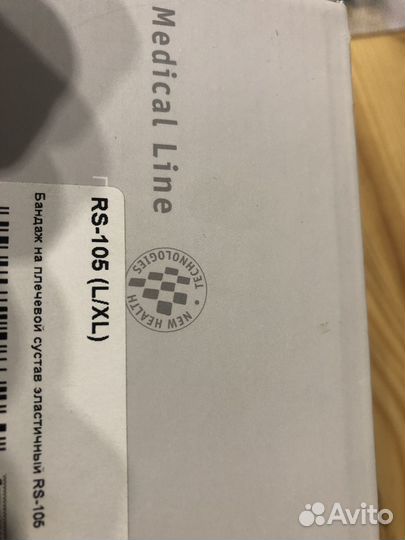 Medical Line
NEW HEALTH TECHNOLOGIES
RS-105 (L/XL)
Бандаж на плечевой сустав эластичный RS-105
Avito